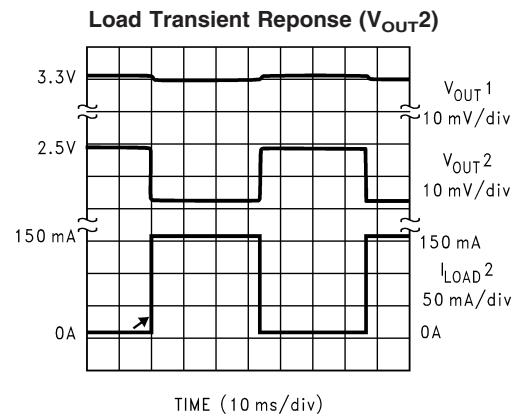 Load Transient Reponse (VOUT2)
3.3V
VOUT1
10 mV/div
2.5V
VOUT2
10 mV/div
150 mA
150 mA
ILOAD2
50 mA/div
0A
0A
TIME (10 ms/div)